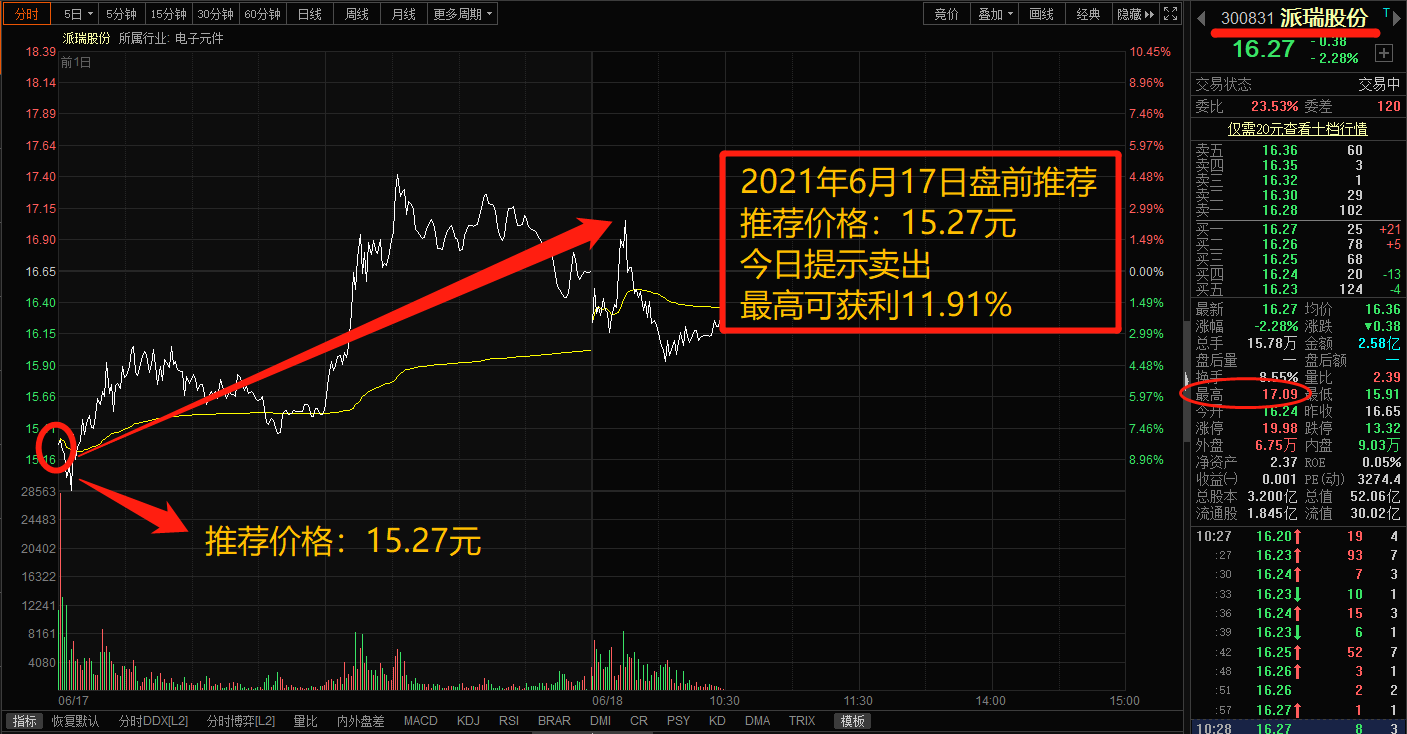 分时 5日 5分钟 15分钟 30分钟 60分钟 日线 周线 月线 更多周期 竞价 叠加 画线 经典 隐藏
300831 派瑞股份 T
派瑞股份 所属行业: 电子元件
前1日
16.27 -0.38
-2.28%
交易状态 交易中
委比 23.53% 委差 120
仅需20元查看十档行情
卖五 16.36 60
卖四 16.35 3
卖三 16.32 1
卖二 16.30 29
卖一 16.28 102
买一 16.27 25 +21
买二 16.26 78 +5
买三 16.25 68
买四 16.24 20 -13
买五 16.23 124 -4
最新 16.27 均价 16.36
涨幅 -2.28% 涨跌 ▼0.38
总手 15.78万 金额 2.58亿
盘后量 — 盘后额 —
换手 8.55% 量比 2.39
最高 17.09 最低 15.91
今开 16.24 昨收 16.65
涨停 19.98 跌停 13.32
外盘 6.75万 内盘 9.03万
净资产 2.37 ROE 0.05%
收益(一) 0.001 PE(动) 3274.4
总股本 3.200亿 总值 52.06亿
流通股 1.845亿 流值 30.02亿
10:27 16.20↑ 19 4
:27 16.23↑ 93 7
:30 16.24↑ 7 3
:33 16.23↓ 10 1
:36 16.24↑ 15 3
:39 16.23↓ 6 1
:42 16.25↑ 52 7
:48 16.26↑ 3 1
:51 16.26 2 2
:57 16.27↑ 1 1
10:28 16.27 8 3
18.39 10.45%
18.14 8.96%
17.89 7.46%
17.64 5.97%
17.40 4.48%
17.15 2.99%
16.90 1.49%
16.65 0.00%
16.40 1.49%
16.15 2.99%
15.90 4.48%
15.66 5.97%
7.46%
8.96%
28563
24483
20402
16322
12241
8161
4080
2021年6月17日盘前推荐
推荐价格：15.27元
今日提示卖出
最高可获利11.91%
推荐价格：15.27元
06/17 06/18 10:30 11:30 14:00 15:00
指标 恢复默认 分时DDX[L2] 分时博弈[L2] 量比 内外盘差 MACD KDJ RSI BRAR DMI CR PSY KD DMA TRIX 模板